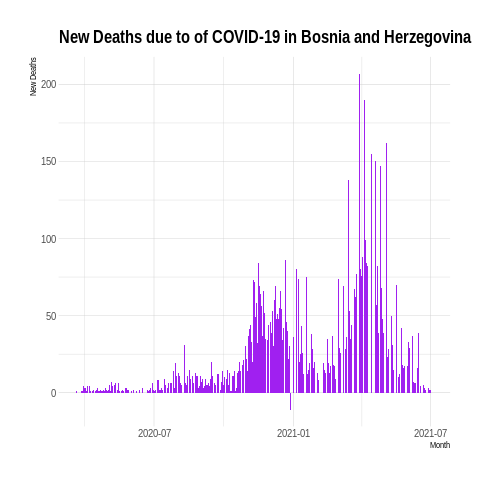 New Deaths due to of COVID-19 in Bosnia and Herzegovina
New Deaths
200
150
100
50
0
2020-07
2021-01
2021-07
Month